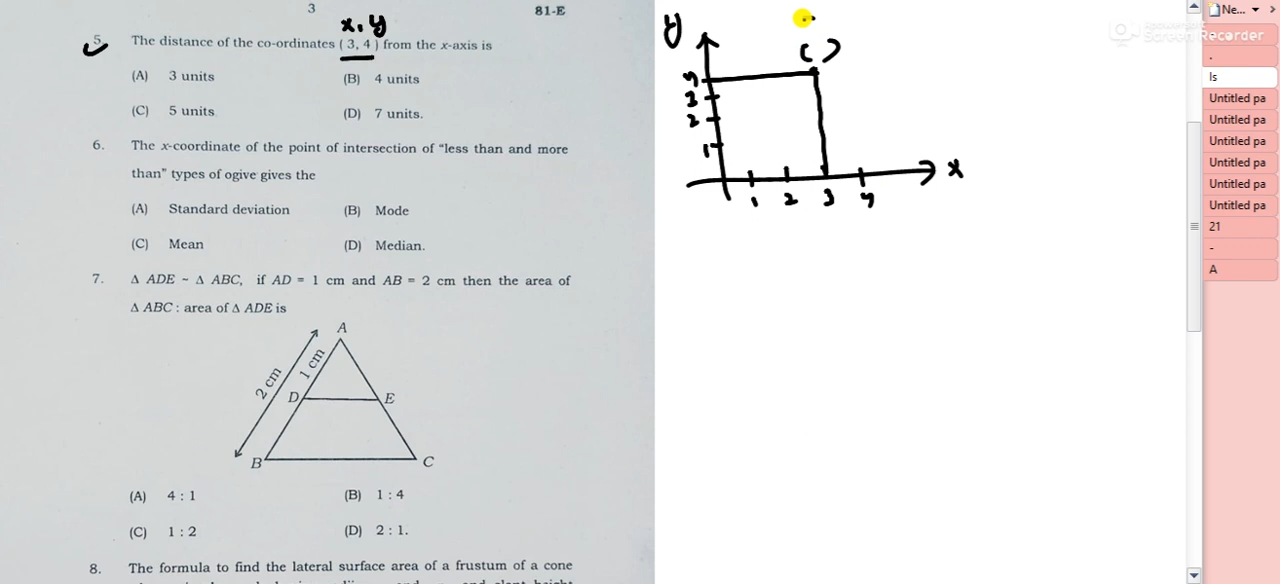 3
81-E
x, y
5. The distance of the co-ordinates ( 3, 4 ) from the x-axis is
(A) 3 units (B) 4 units
(C) 5 units (D) 7 units.
6. The x-coordinate of the point of intersection of "less than and more
than" types of ogive gives the
(A) Standard deviation (B) Mode
(C) Mean (D) Median.
7. Δ ADE ~ Δ ABC, if AD = 1 cm and AB = 2 cm then the area of
Δ ABC : area of Δ ADE is
A
2 cm
1 cm
D
E
B
C
(A) 4 : 1 (B) 1 : 4
(C) 1 : 2 (D) 2 : 1.
8. The formula to find the lateral surface area of a frustum of a cone
y
( )
4
3
2
1
1 2 3 4
x
Screen Recorder
Ne...
.
ls
Untitled pa
Untitled pa
Untitled pa
Untitled pa
Untitled pa
Untitled pa
21
-
A